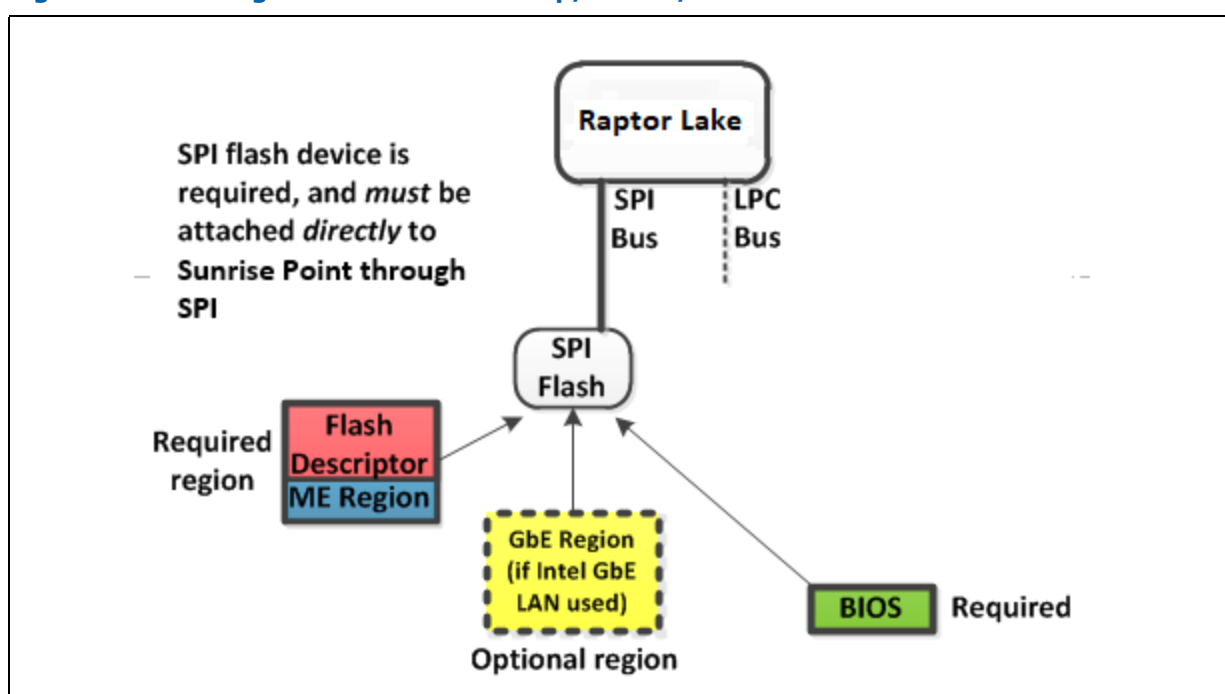 Raptor Lake
SPI flash device is
required, and must be
attached directly to
Sunrise Point through
SPI
SPI
Bus
LPC
Bus
SPI
Flash
Required
region
Flash
Descriptor
ME Region
GbE Region
(if Intel GbE
LAN used)
Optional region
BIOS
Required